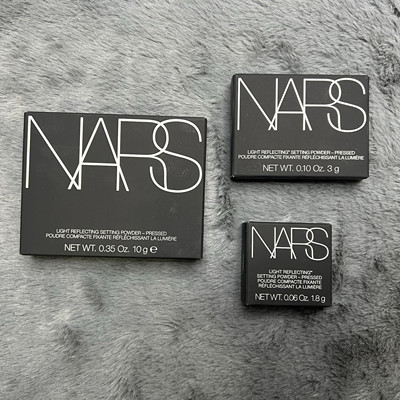 NARS
LIGHT REFLECTING™ SETTING POWDER – PRESSED
POUDRE COMPACTE FIXANTE RÉFLÉCHISSANT LA LUMIÈRE
NET WT. 0.35 Oz. 10 g ℮
NARS
LIGHT REFLECTING™ SETTING POWDER – PRESSED
POUDRE COMPACTE FIXANTE RÉFLÉCHISSANT LA LUMIÈRE
NET WT. 0.10 Oz. 3 g
NARS
LIGHT REFLECTING™
SETTING POWDER – PRESSED
POUDRE COMPACTE FIXANTE
RÉFLÉCHISSANT LA LUMIÈRE
NET WT. 0.06 Oz. 1.8 g